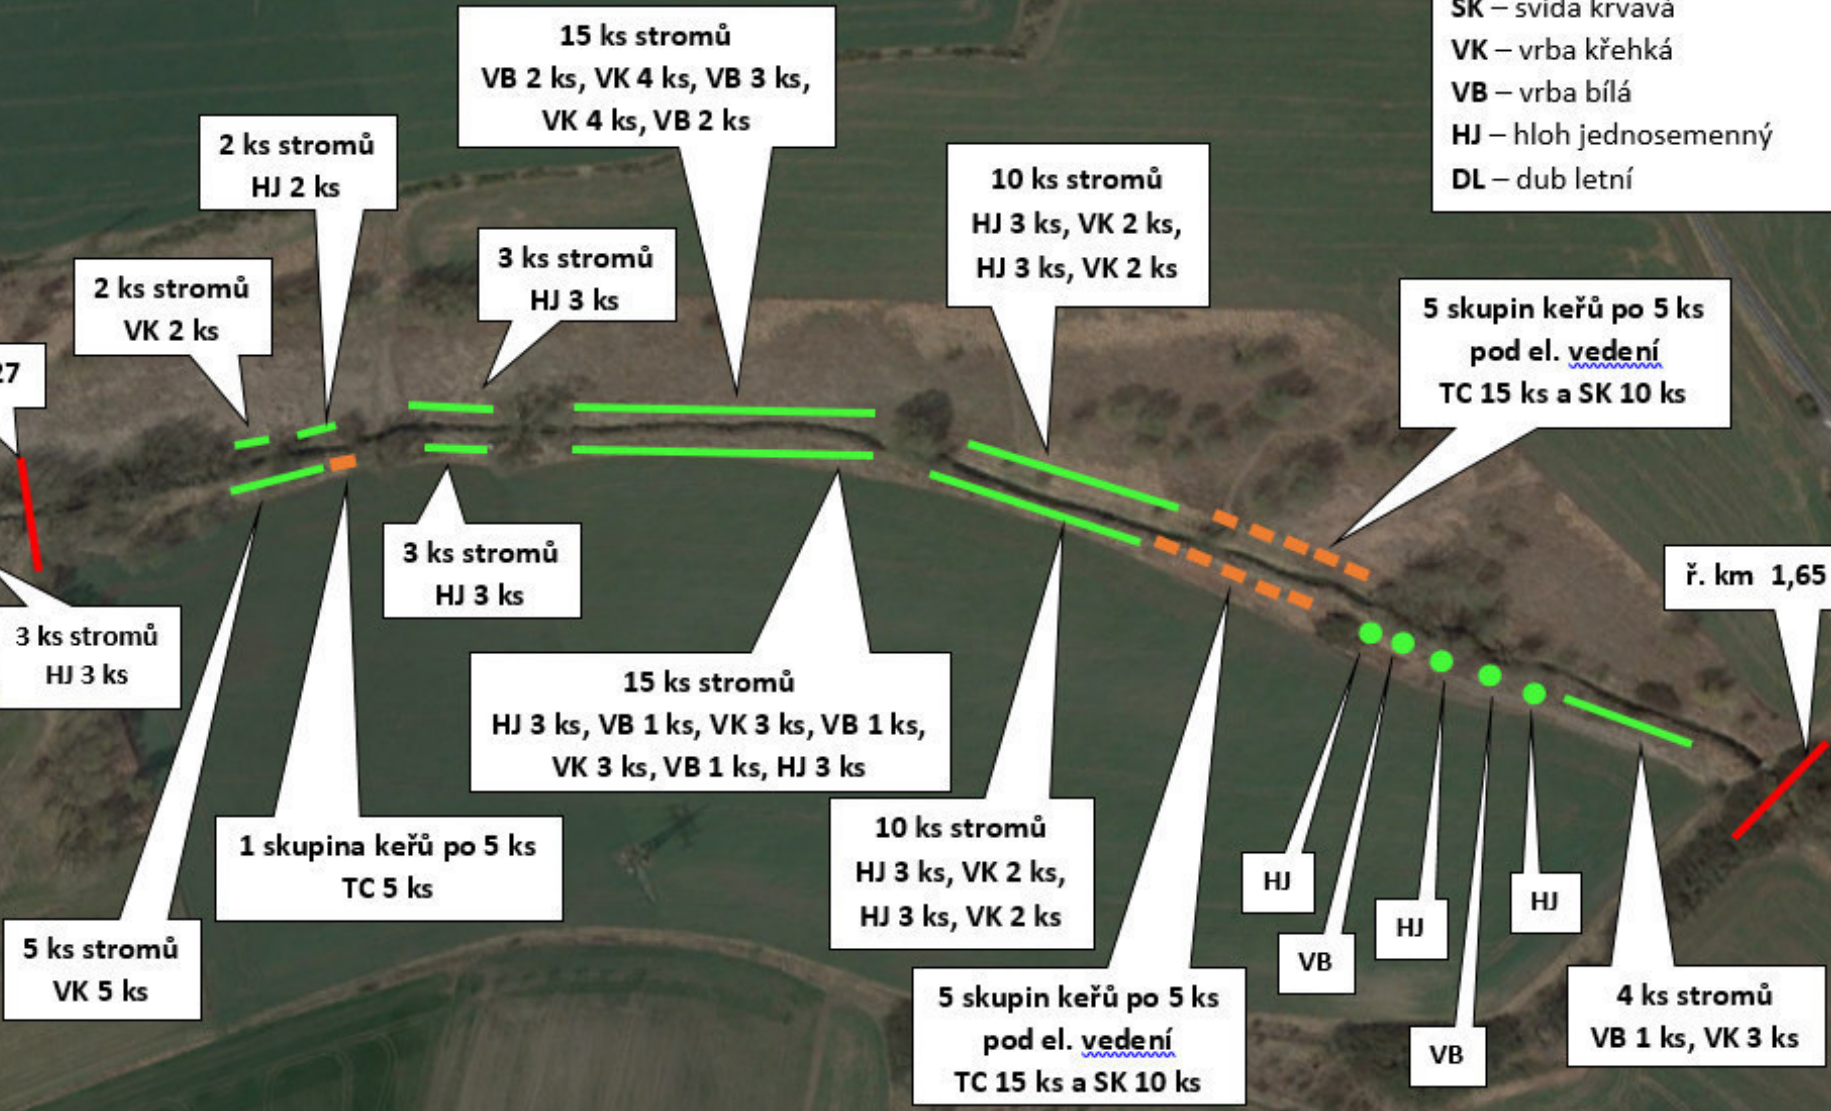 15 ks stromů
VB 2 ks, VK 4 ks, VB 3 ks,
VK 4 ks, VB 2 ks
SK – svída krvavá
VK – vrba křehká
VB – vrba bílá
HJ – hloh jednosemenný
DL – dub letní
2 ks stromů
HJ 2 ks
10 ks stromů
HJ 3 ks, VK 2 ks,
HJ 3 ks, VK 2 ks
3 ks stromů
HJ 3 ks
2 ks stromů
VK 2 ks
5 skupin keřů po 5 ks
pod el. vedení
TC 15 ks a SK 10 ks
27
3 ks stromů
HJ 3 ks
ř. km 1,65
3 ks stromů
HJ 3 ks
15 ks stromů
HJ 3 ks, VB 1 ks, VK 3 ks, VB 1 ks,
VK 3 ks, VB 1 ks, HJ 3 ks
1 skupina keřů po 5 ks
TC 5 ks
10 ks stromů
HJ 3 ks, VK 2 ks,
HJ 3 ks, VK 2 ks
HJ
VB
HJ
VB
HJ
5 ks stromů
VK 5 ks
5 skupin keřů po 5 ks
pod el. vedení
TC 15 ks a SK 10 ks
4 ks stromů
VB 1 ks, VK 3 ks